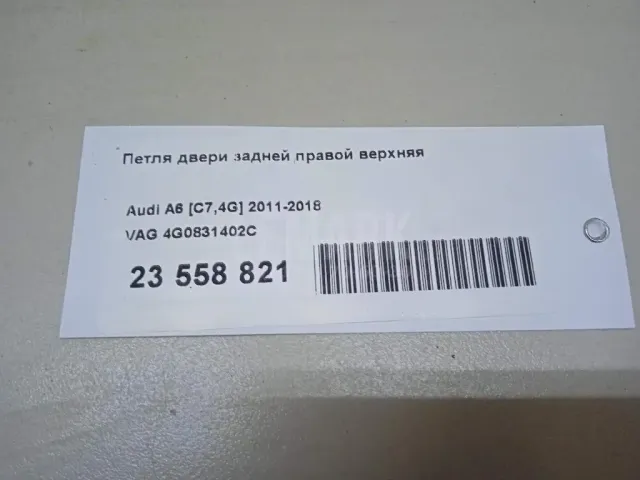 Петля двери задней правой верхняя
Audi A6 [C7,4G] 2011-2018
VAG 4G0831402C
23 558 821